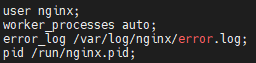 user nginx;
worker_processes auto;
error_log /var/log/nginx/error.log;
pid /run/nginx.pid;